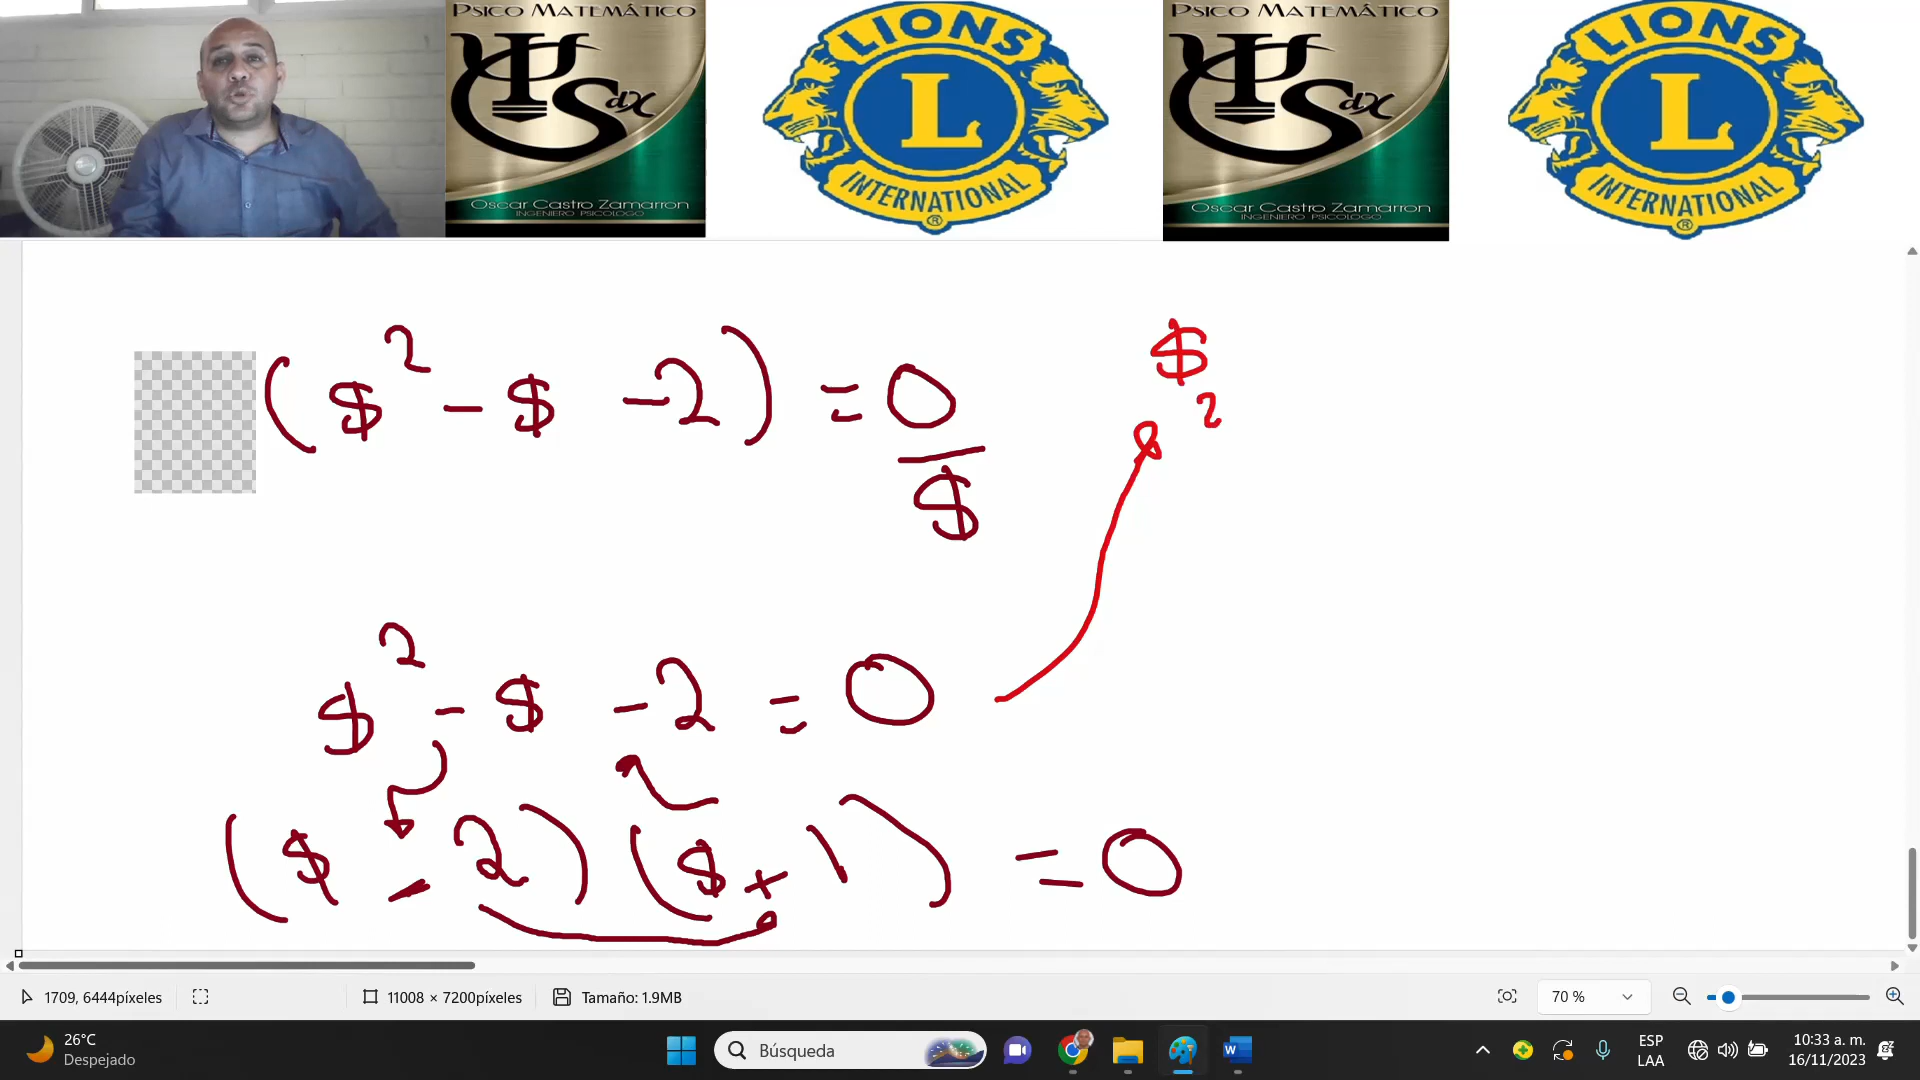 PSICO MATEMÁTICO
dx
OSCAR CASTRO ZAMARRON
INGENIERO PSICOLOGO
LIONS
L
INTERNATIONAL
®
PSICO MATEMÁTICO
dx
OSCAR CASTRO ZAMARRON
INGENIERO PSICOLOGO
LIONS
L
INTERNATIONAL
®
($² - $ - 2) = 0/$
$
2
$² - $ - 2 = 0
($ - 2)($ + 1) = 0
1709, 6444píxeles
11008 × 7200píxeles
Tamaño: 1.9MB
70 %
26°C
Despejado
Búsqueda
W
ESP
LAA
10:33 a. m.
16/11/2023